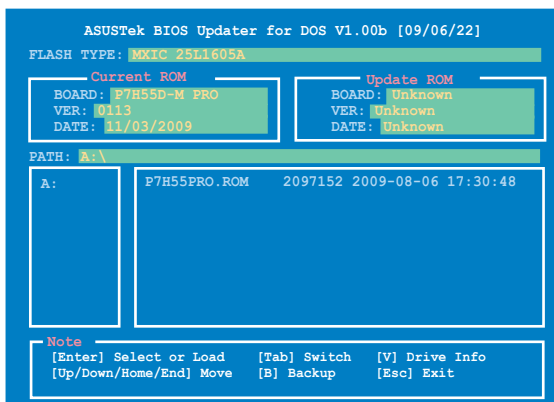 ASUSTek BIOS Updater for DOS V1.00b [09/06/22]
FLASH TYPE: MXIC 25L1605A
Current ROM
BOARD: P7H55D-M PRO
VER: 0113
DATE: 11/03/2009
Update ROM
BOARD: Unknown
VER: Unknown
DATE: Unknown
PATH: A:\
A:
P7H55PRO.ROM 2097152 2009-08-06 17:30:48
Note
[Enter] Select or Load [Tab] Switch [V] Drive Info
[Up/Down/Home/End] Move [B] Backup [Esc] Exit